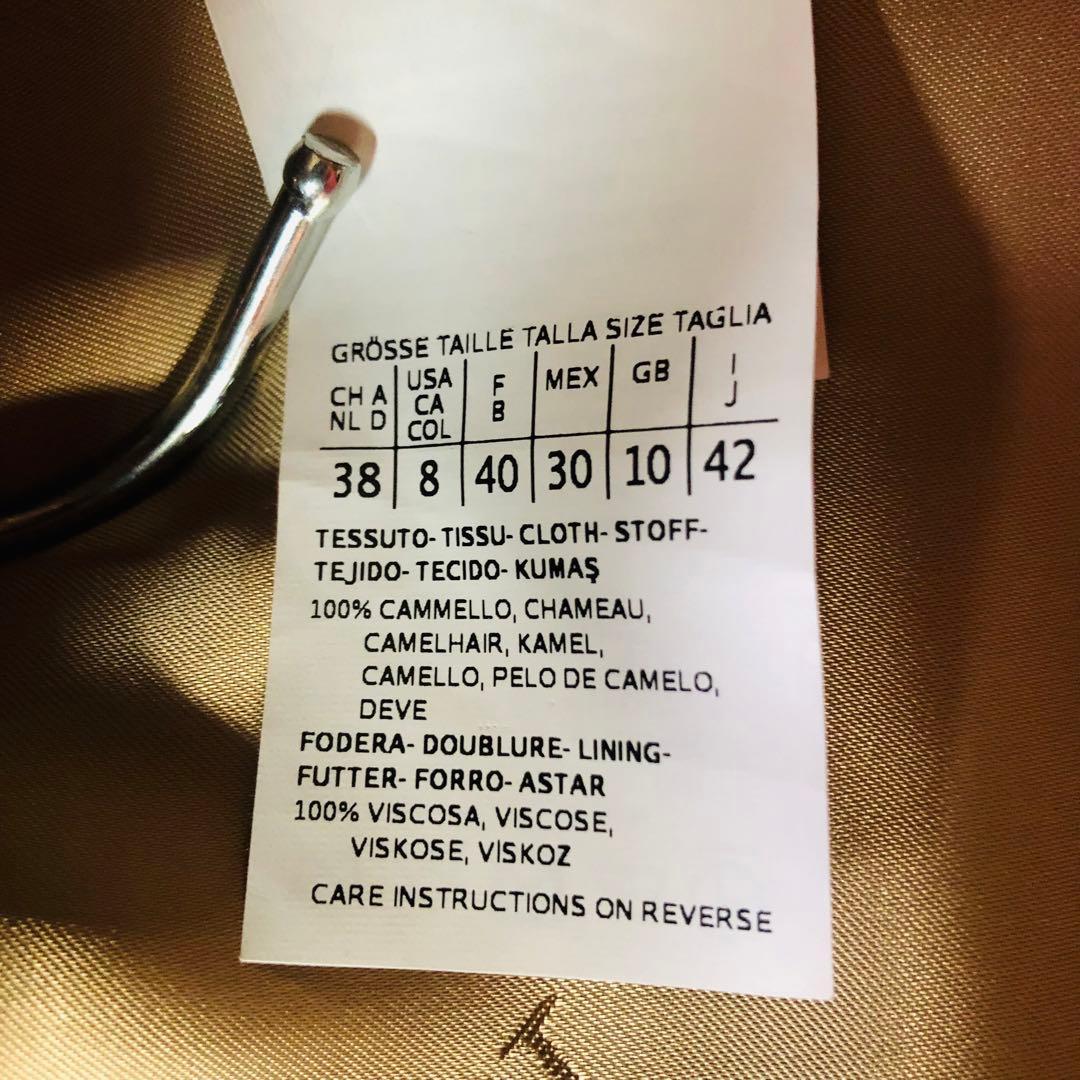 GRÖSSE TAILLE TALLA SIZE TAGLIA
CH A NL D | USA CA COL | F B | MEX | GB | I J
38 | 8 | 40 | 30 | 10 | 42
TESSUTO- TISSU- CLOTH- STOFF-
TEJIDO- TECIDO- KUMAŞ
100% CAMMELLO, CHAMEAU,
CAMELHAIR, KAMEL,
CAMELLO, PELO DE CAMELO,
DEVE
FODERA- DOUBLURE- LINING-
FUTTER- FORRO- ASTAR
100% VISCOSA, VISCOSE,
VISKOSE, VİSKOZ
CARE INSTRUCTIONS ON REVERSE